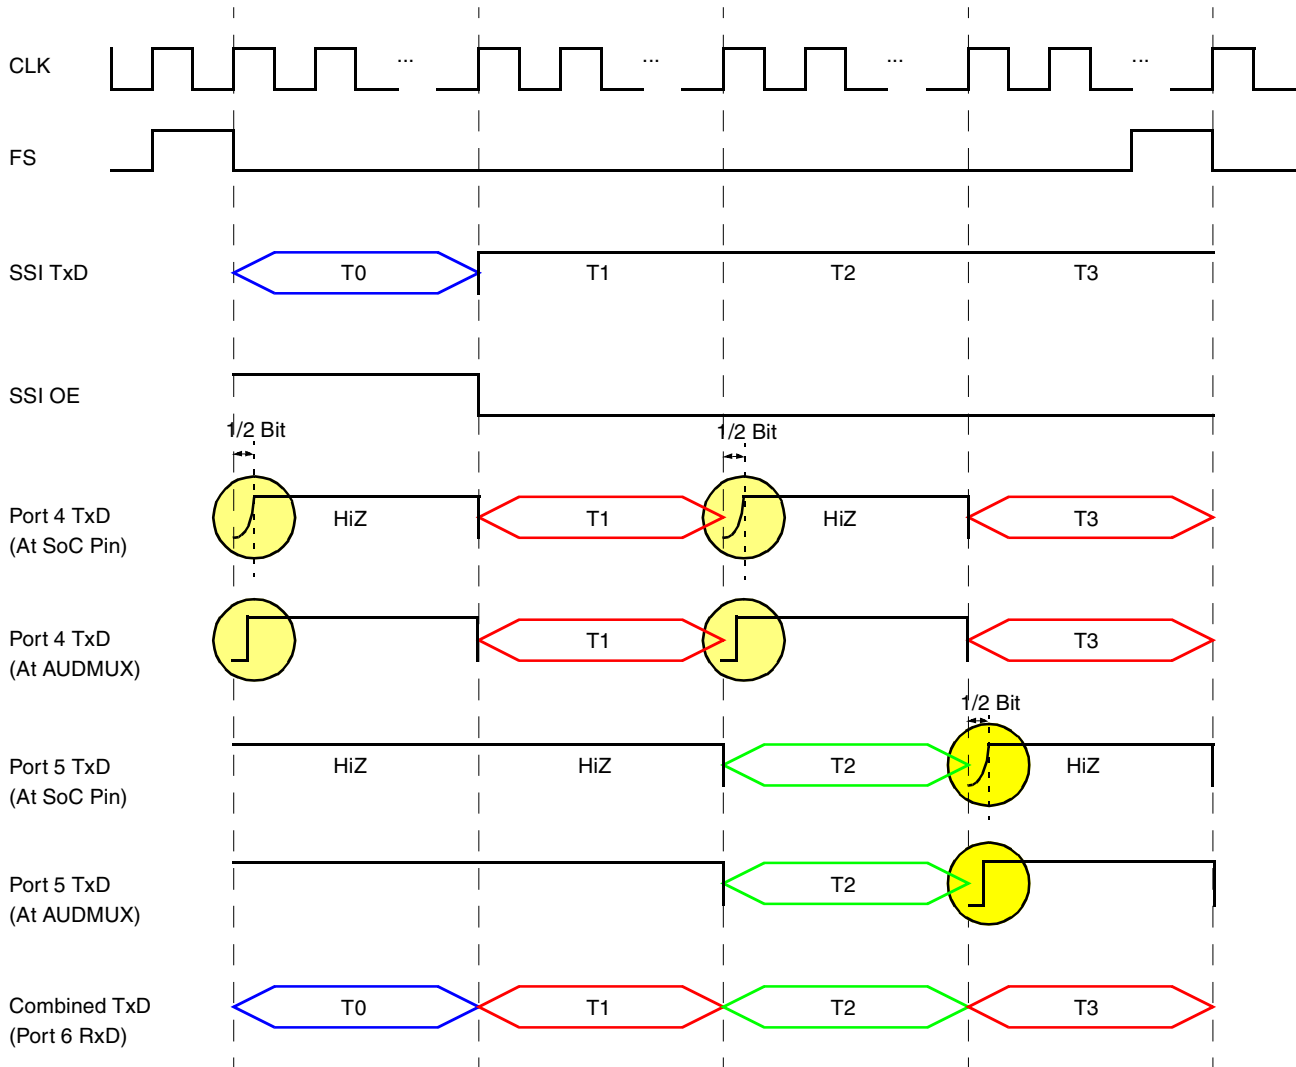 CLK
... ... ... ...
FS
SSI TxD
T0 T1 T2 T3
SSI OE
1/2 Bit 1/2 Bit
Port 4 TxD
(At SoC Pin)
HiZ T1 HiZ T3
Port 4 TxD
(At AUDMUX)
T1 T3
1/2 Bit
Port 5 TxD
(At SoC Pin)
HiZ HiZ T2 HiZ
Port 5 TxD
(At AUDMUX)
T2
Combined TxD
(Port 6 RxD)
T0 T1 T2 T3